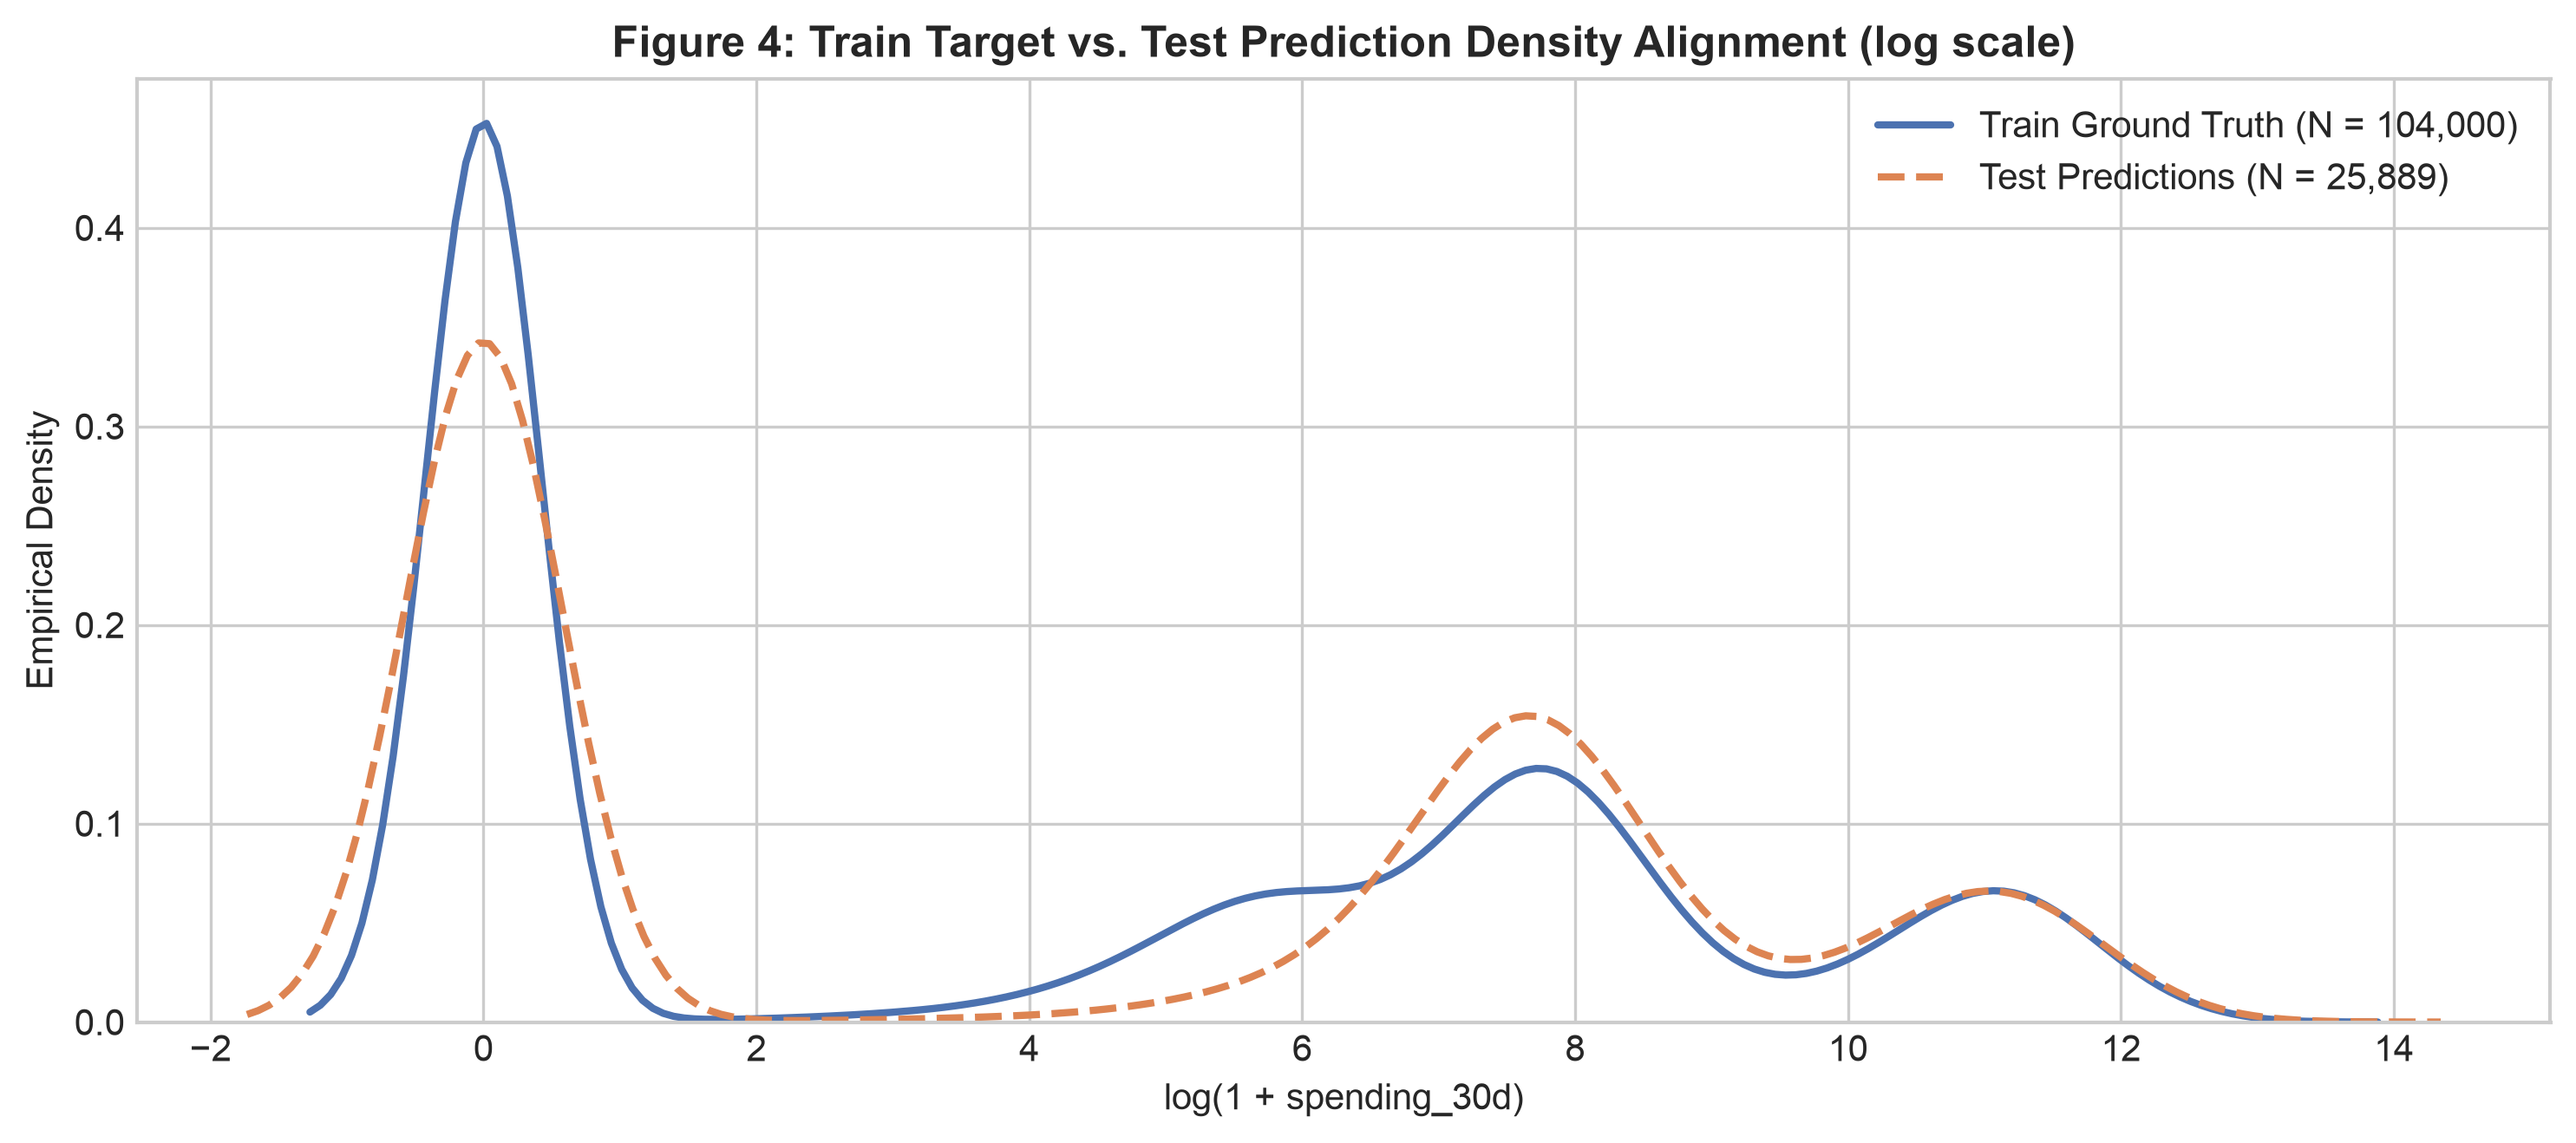 Figure 4: Train Target vs. Test Prediction Density Alignment (log scale)
Train Ground Truth (N = 104,000)
Test Predictions (N = 25,889)
Empirical Density
0.4
0.3
0.2
0.1
0.0
−2 0 2 4 6 8 10 12 14
log(1 + spending_30d)